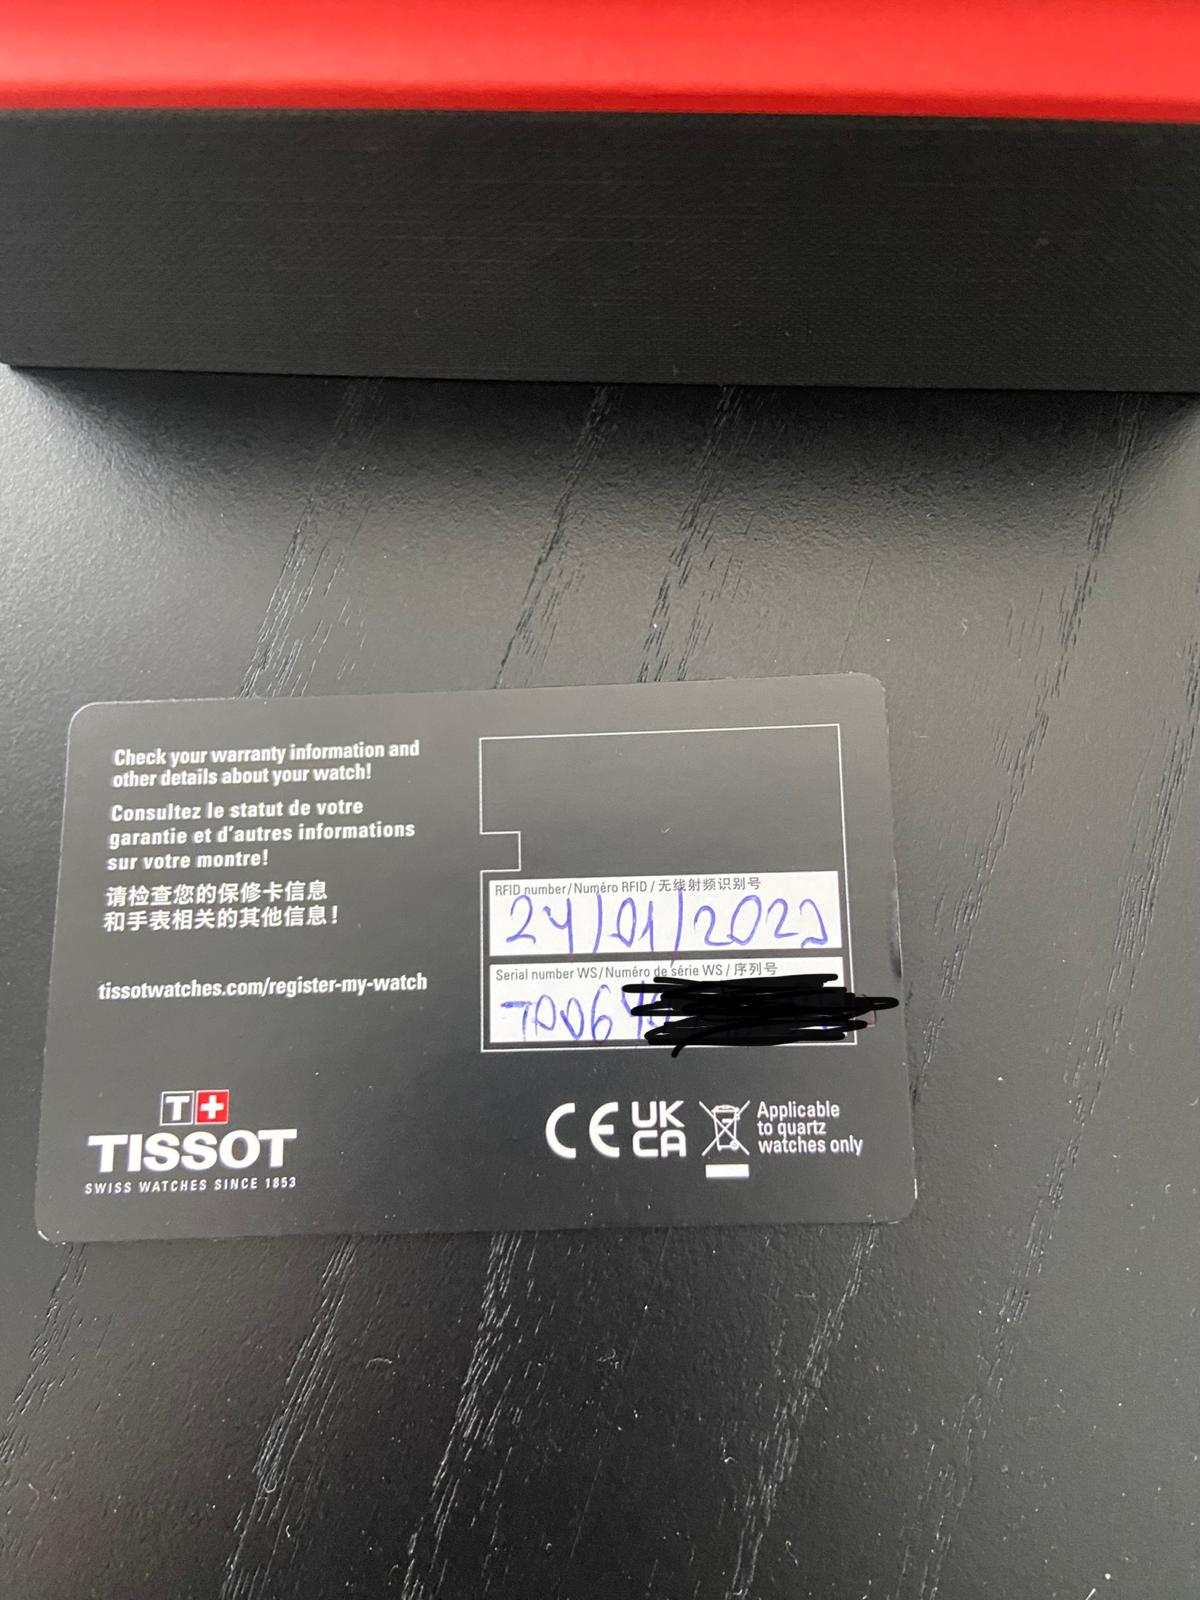 Check your warranty information and
other details about your watch!
Consultez le statut de votre
garantie et d'autres informations
sur votre montre!
请检查您的保修卡信息
和手表相关的其他信息！
tissotwatches.com/register-my-watch
T+
TISSOT
SWISS WATCHES SINCE 1853
RFID number/Numéro RFID / 无线射频识别号
24/01/2022
Serial number WS/Numéro de série WS / 序列号
CE UK
CA
Applicable
to quartz
watches only